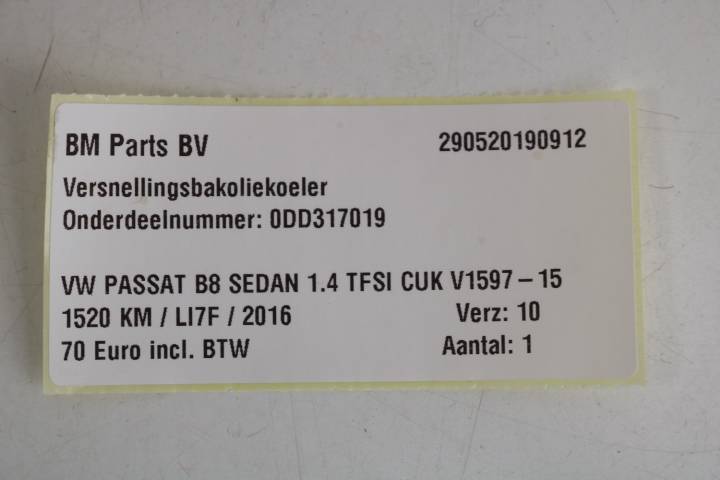 BM Parts BV 290520190912
Versnellingsbakoliekoeler
Onderdeelnummer: 0DD317019
VW PASSAT B8 SEDAN 1.4 TFSI CUK V1597 – 15
1520 KM / LI7F / 2016 Verz: 10
70 Euro incl. BTW Aantal: 1